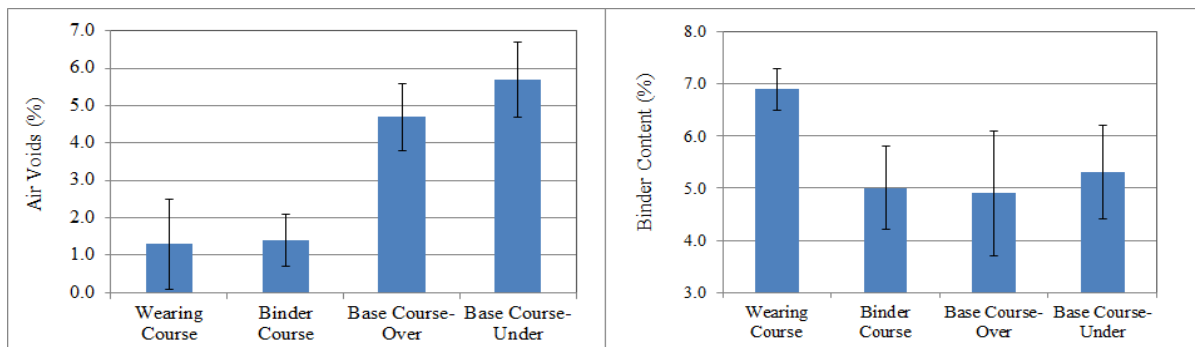 Air Voids (%)
7.0
6.0
5.0
4.0
3.0
2.0
1.0
0.0
Wearing Course
Binder Course
Base Course-Over
Base Course-Under
Binder Content (%)
8.0
7.0
6.0
5.0
4.0
3.0
Wearing Course
Binder Course
Base Course-Over
Base Course-Under